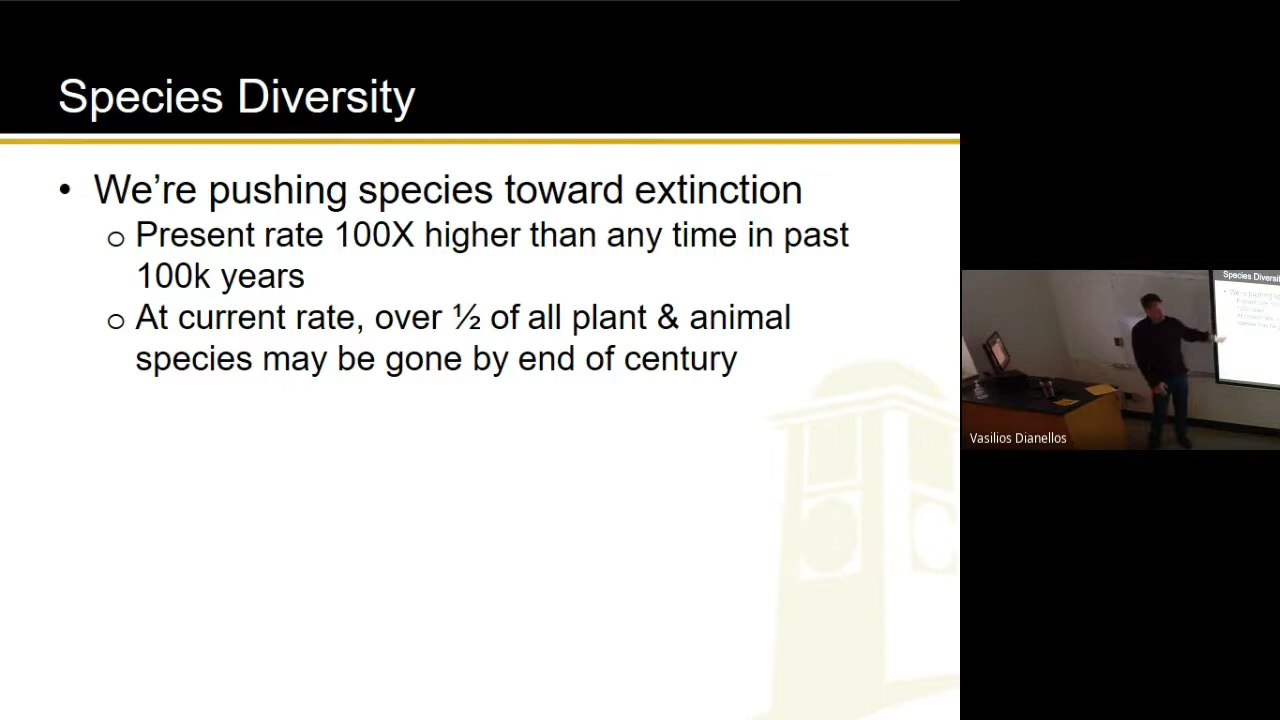 Species Diversity
• We’re pushing species toward extinction
o Present rate 100X higher than any time in past
100k years
o At current rate, over ½ of all plant & animal
species may be gone by end of century
Species Diversi
Vasilios Dianellos